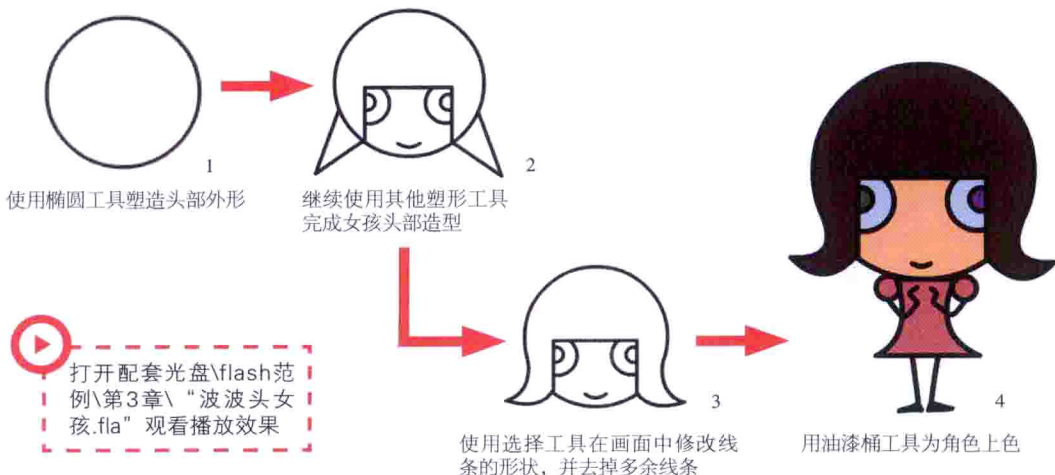 1
使用椭圆工具塑造头部外形
2
继续使用其他塑形工具
完成女孩头部造型
打开配套光盘\flash范
例\第3章\“波波头女
孩.fla”观看播放效果
3
使用选择工具在画面中修改线
条的形状，并去掉多余线条
4
用油漆桶工具为角色上色